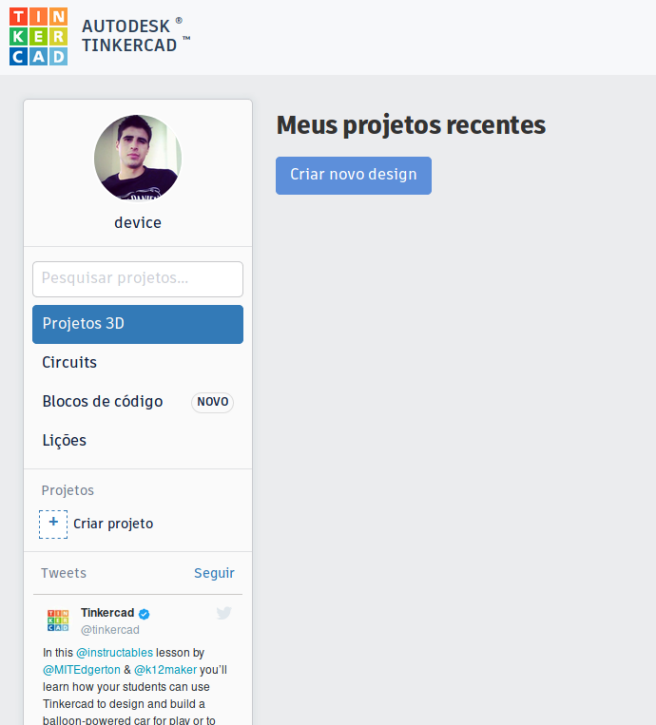 TIN
KER
CAD
AUTODESK ®
TINKERCAD ™
device
Pesquisar projetos...
Projetos 3D
Circuits
Blocos de código NOVO
Lições
Projetos
+ Criar projeto
Tweets Seguir
TIN
KER
CAD
Tinkercad
@tinkercad
In this @instructables lesson by
@MITEdgerton & @k12maker you'll
learn how your students can use
Tinkercad to design and build a
balloon-powered car for play or to
Meus projetos recentes
Criar novo design